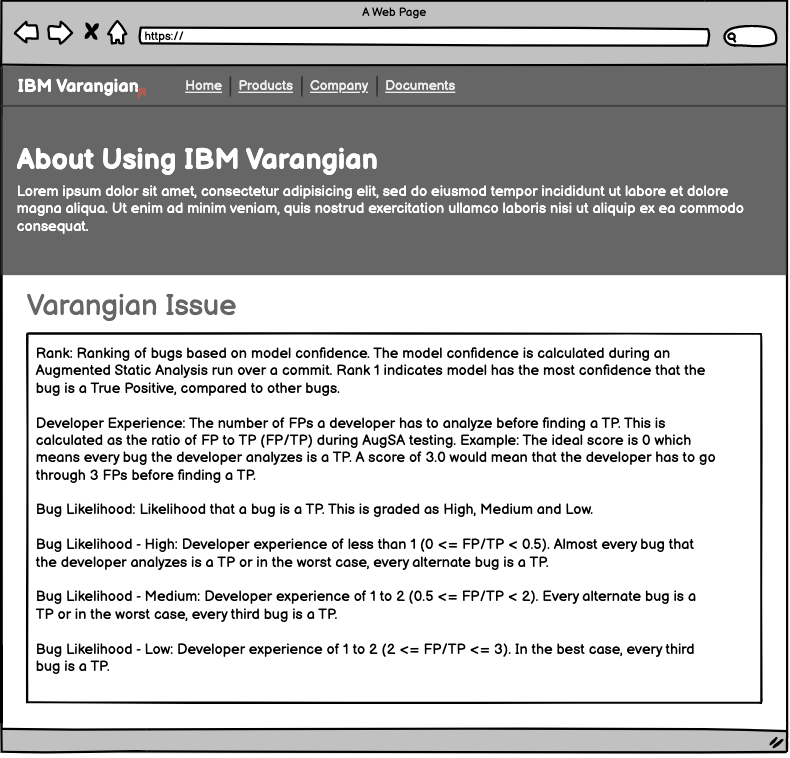 A Web Page
https://
IBM Varangian
Home
Products
Company
Documents
About Using IBM Varangian
Lorem ipsum dolor sit amet, consectetur adipisicing elit, sed do eiusmod tempor incididunt ut labore et dolore
magna aliqua. Ut enim ad minim veniam, quis nostrud exercitation ullamco laboris nisi ut aliquip ex ea commodo
consequat.
Varangian Issue
Rank: Ranking of bugs based on model confidence. The model confidence is calculated during an
Augmented Static Analysis run over a commit. Rank 1 indicates model has the most confidence that the
bug is a True Positive, compared to other bugs.
Developer Experience: The number of FPs a developer has to analyze before finding a TP. This is
calculated as the ratio of FP to TP (FP/TP) during AugSA testing. Example: The ideal score is 0 which
means every bug the developer analyzes is a TP. A score of 3.0 would mean that the developer has to go
through 3 FPs before finding a TP.
Bug Likelihood: Likelihood that a bug is a TP. This is graded as High, Medium and Low.
Bug Likelihood - High: Developer experience of less than 1 (0 <= FP/TP < 0.5). Almost every bug that
the developer analyzes is a TP or in the worst case, every alternate bug is a TP.
Bug Likelihood - Medium: Developer experience of 1 to 2 (0.5 <= FP/TP < 2). Every alternate bug is a
TP or in the worst case, every third bug is a TP.
Bug Likelihood - Low: Developer experience of 1 to 2 (2 <= FP/TP <= 3). In the best case, every third
bug is a TP.